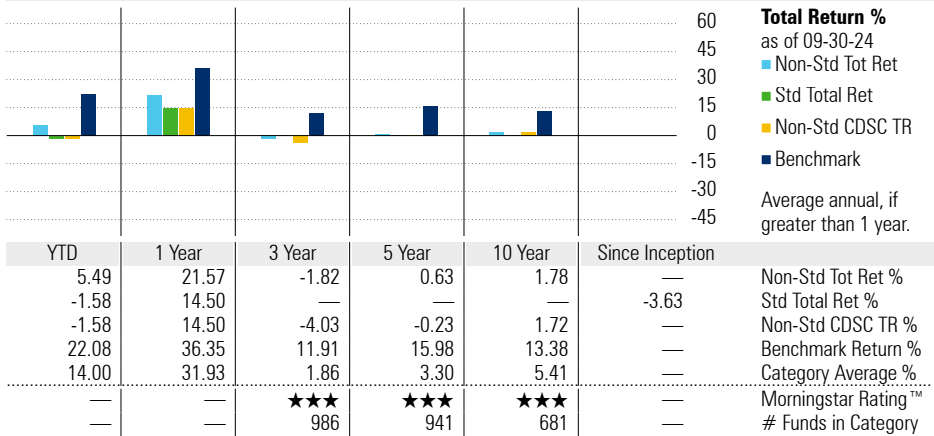 60
45
30
15
0
-15
-30
-45
Total Return %
as of 09-30-24
Non-Std Tot Ret
Std Total Ret
Non-Std CDSC TR
Benchmark
Average annual, if
greater than 1 year.
YTD 1 Year 3 Year 5 Year 10 Year Since Inception
5.49 21.57 -1.82 0.63 1.78 — Non-Std Tot Ret %
-1.58 14.50 — — — -3.63 Std Total Ret %
-1.58 14.50 -4.03 -0.23 1.72 — Non-Std CDSC TR %
22.08 36.35 11.91 15.98 13.38 — Benchmark Return %
14.00 31.93 1.86 3.30 5.41 — Category Average %
— — ★★★ ★★★ ★★★ — Morningstar Rating™
— — 986 941 681 — # Funds in Category